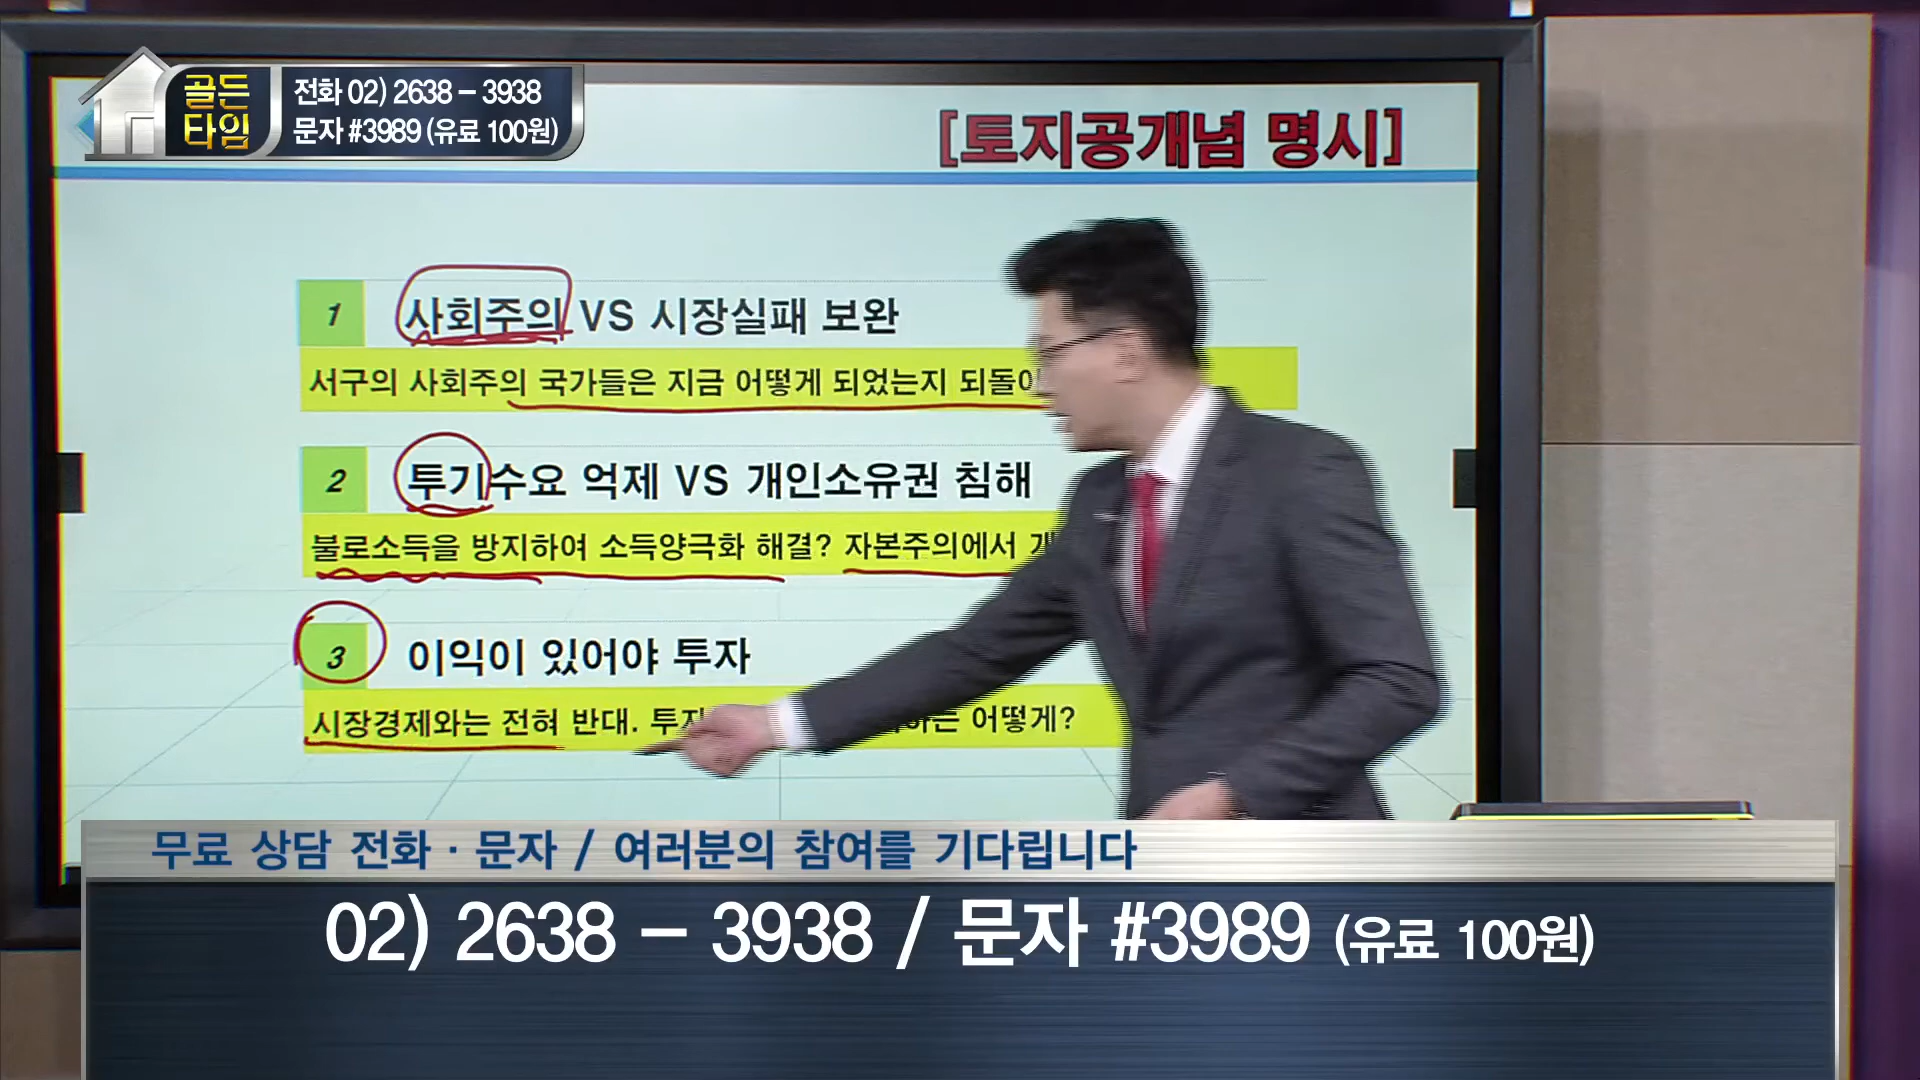 골든
타임
전화 02) 2638 - 3938
문자 #3989 (유료 100원)
[토지공개념 명시]
1 사회주의 VS 시장실패 보완
서구의 사회주의 국가들은 지금 어떻게 되었는지
2 투기수요 억제 VS 개인소유권 침해
불로소득을 방지하여 소득양극화 해결? 자본주의에서
3 이익이 있어야 투자
시장경제와는 전혀 반대. 어떻게?
무료 상담 전화 · 문자 / 여러분의 참여를 기다립니다
02) 2638 - 3938 / 문자 #3989 (유료 100원)